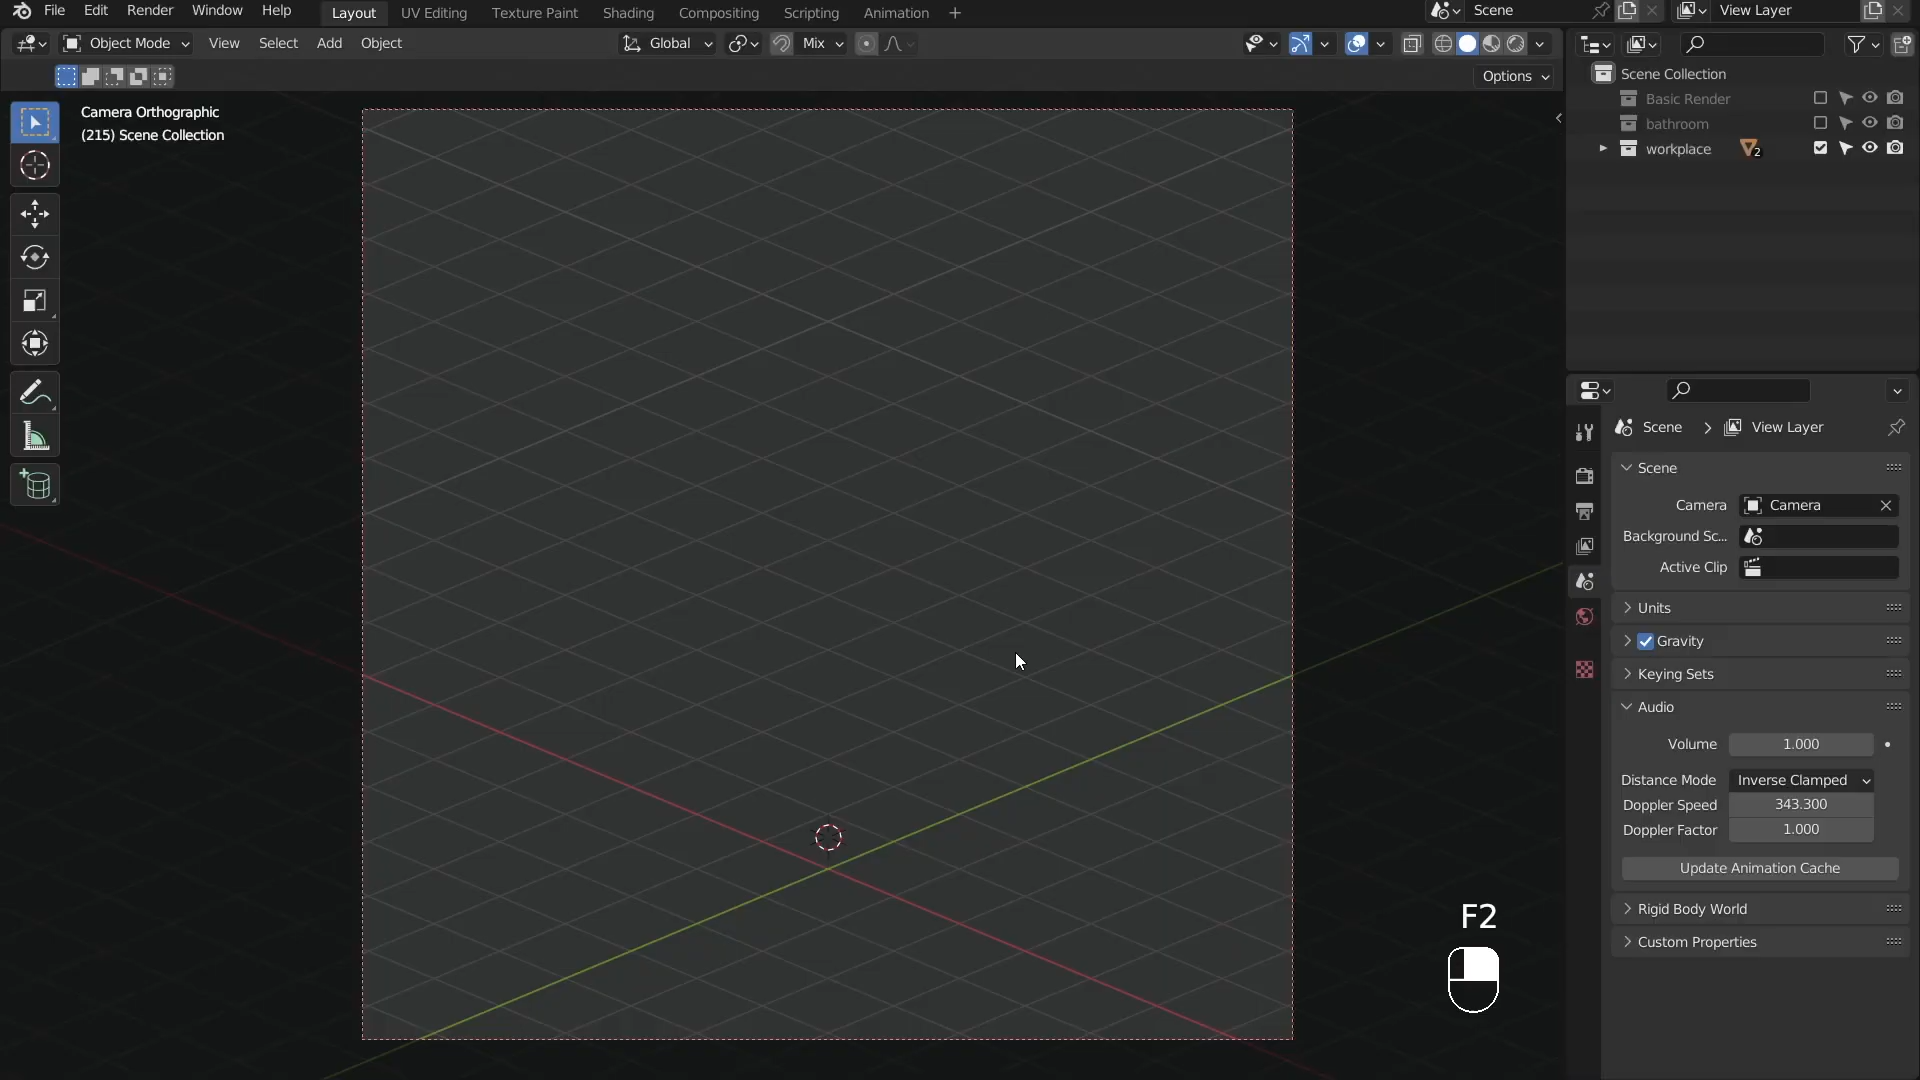 File Edit Render Window Help Layout UV Editing Texture Paint Shading Compositing Scripting Animation + Scene View Layer
Object Mode View Select Add Object Global Mix
Options
Camera Orthographic
(215) Scene Collection
Scene Collection
Basic Render
bathroom
workplace 2
Scene > View Layer
Scene
Camera Camera
Background Sc...
Active Clip
Units
Gravity
Keying Sets
Audio
Volume 1.000
Distance Mode Inverse Clamped
Doppler Speed 343.300
Doppler Factor 1.000
Update Animation Cache
Rigid Body World
Custom Properties
F2